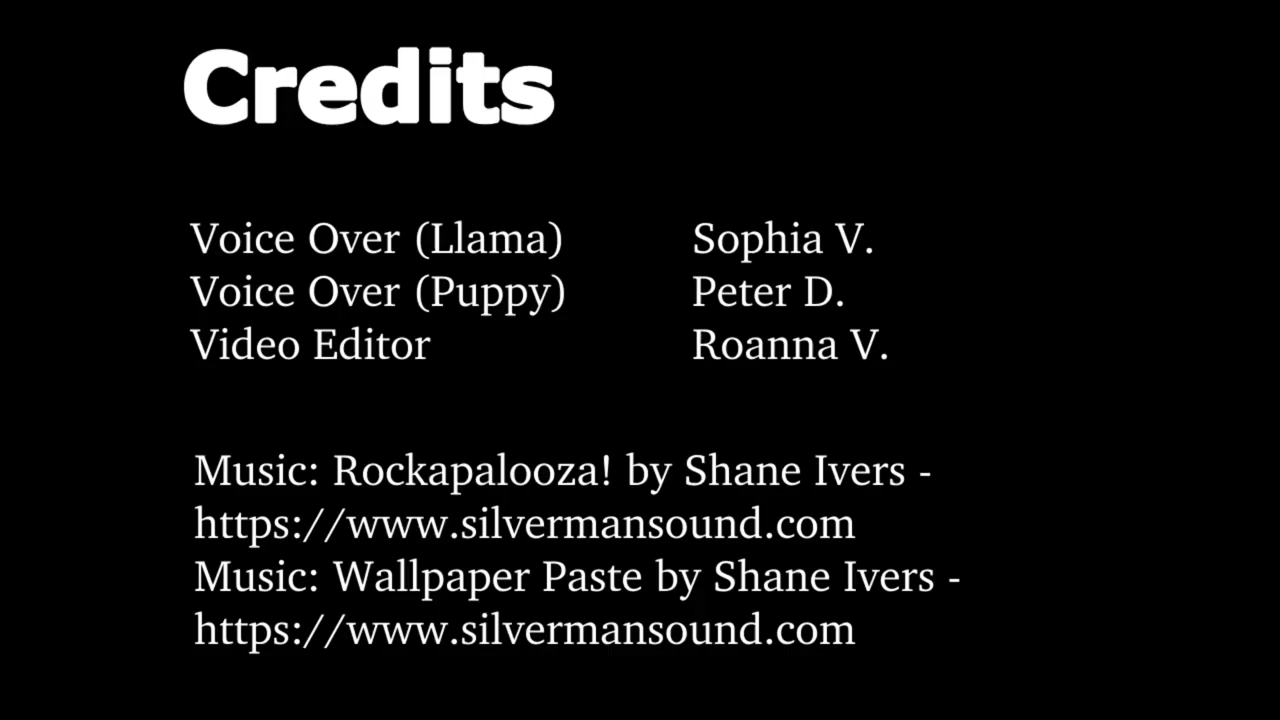 Credits
Voice Over (Llama) Sophia V.
Voice Over (Puppy) Peter D.
Video Editor Roanna V.
Music: Rockapalooza! by Shane Ivers -
https://www.silvermansound.com
Music: Wallpaper Paste by Shane Ivers -
https://www.silvermansound.com